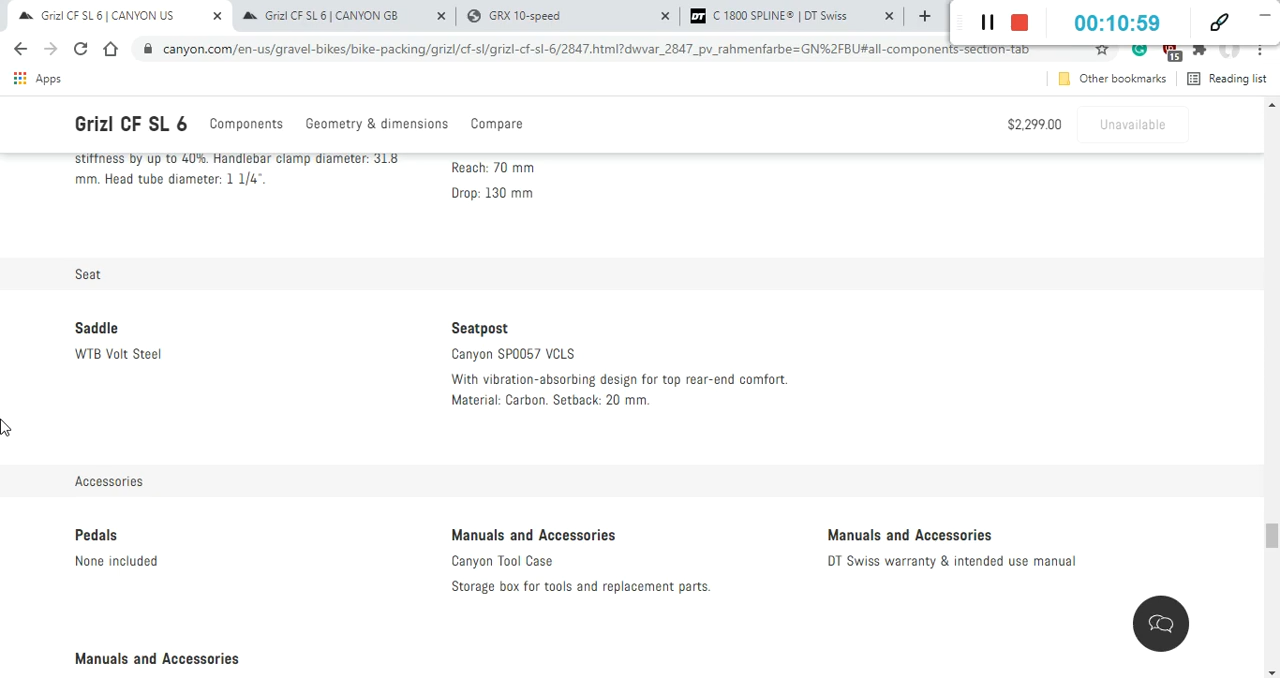 Grizl CF SL 6 | CANYON US
Grizl CF SL 6 | CANYON GB
GRX 10-speed
C 1800 SPLINE® | DT Swiss
00:10:59
canyon.com/en-us/gravel-bikes/bike-packing/grizl/cf-sl/grizl-cf-sl-6/2847.html?dwvar_2847_pv_rahmenfarbe=GN%2FBU#all-components-section-tab
15
Apps
Other bookmarks
Reading list
Grizl CF SL 6
Components
Geometry & dimensions
Compare
$2,299.00
Unavailable
stiffness by up to 40%. Handlebar clamp diameter: 31.8
mm. Head tube diameter: 1 1/4".
Reach: 70 mm
Drop: 130 mm
Seat
Saddle
WTB Volt Steel
Seatpost
Canyon SP0057 VCLS
With vibration-absorbing design for top rear-end comfort.
Material: Carbon. Setback: 20 mm.
Accessories
Pedals
None included
Manuals and Accessories
Canyon Tool Case
Storage box for tools and replacement parts.
Manuals and Accessories
DT Swiss warranty & intended use manual
Manuals and Accessories